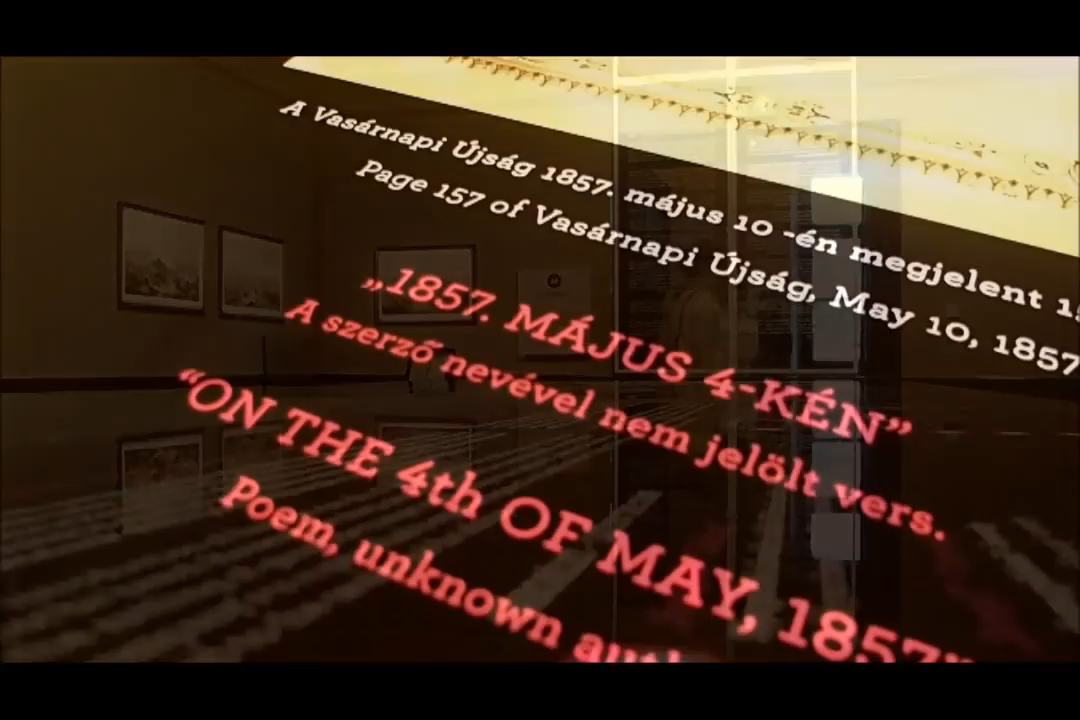 A Vasárnapi Újság 1857. május 10 -én megjelent
Page 157 of Vasárnapi Újság, May 10, 1857
„1857. MÁJUS 4-KÉN”
A szerző nevével nem jelölt vers.
“ON THE 4th OF MAY, 1857”
Poem, unknown